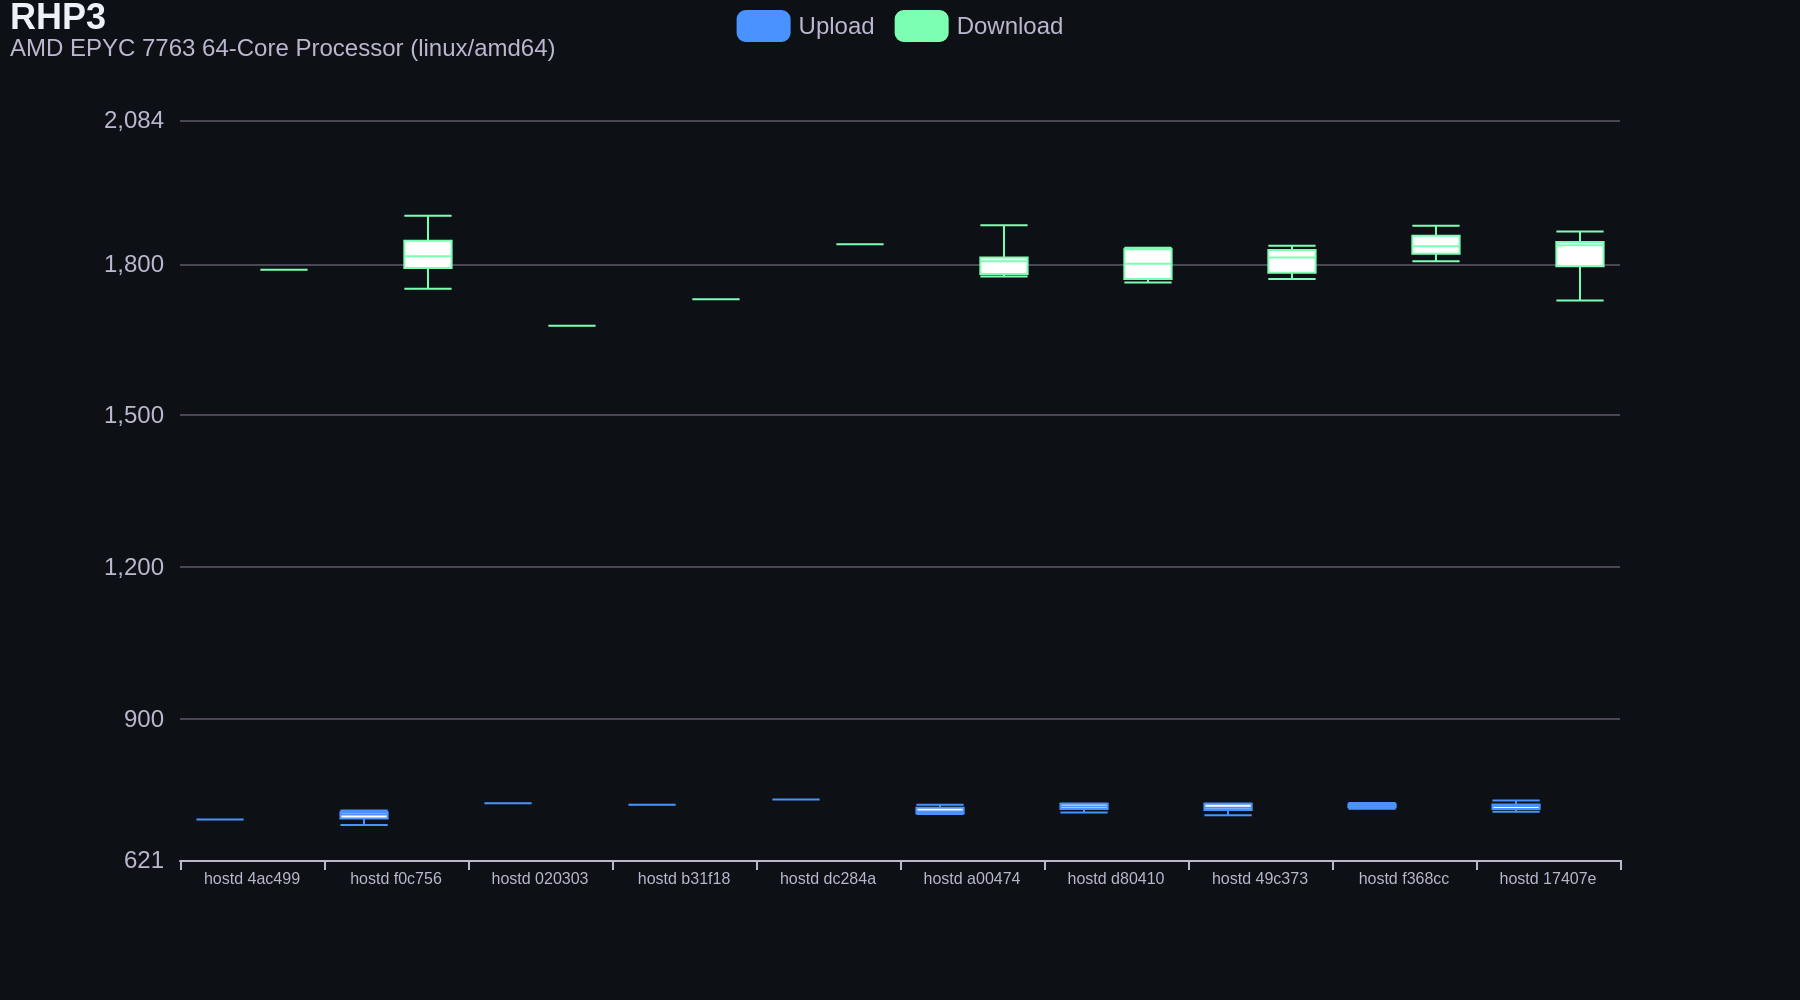 RHP3
AMD EPYC 7763 64-Core Processor (linux/amd64)
Upload Download
2,084
1,800
1,500
1,200
900
621
hostd 4ac499 hostd f0c756 hostd 020303 hostd b31f18 hostd dc284a hostd a00474 hostd d80410 hostd 49c373 hostd f368cc hostd 17407e